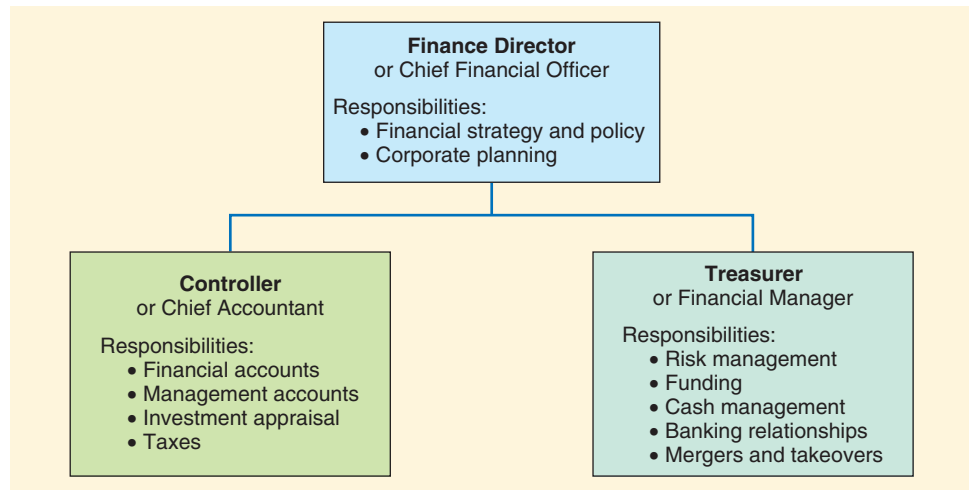 Finance Director
or Chief Financial Officer
Responsibilities:
• Financial strategy and policy
• Corporate planning
Controller
or Chief Accountant
Responsibilities:
• Financial accounts
• Management accounts
• Investment appraisal
• Taxes
Treasurer
or Financial Manager
Responsibilities:
• Risk management
• Funding
• Cash management
• Banking relationships
• Mergers and takeovers